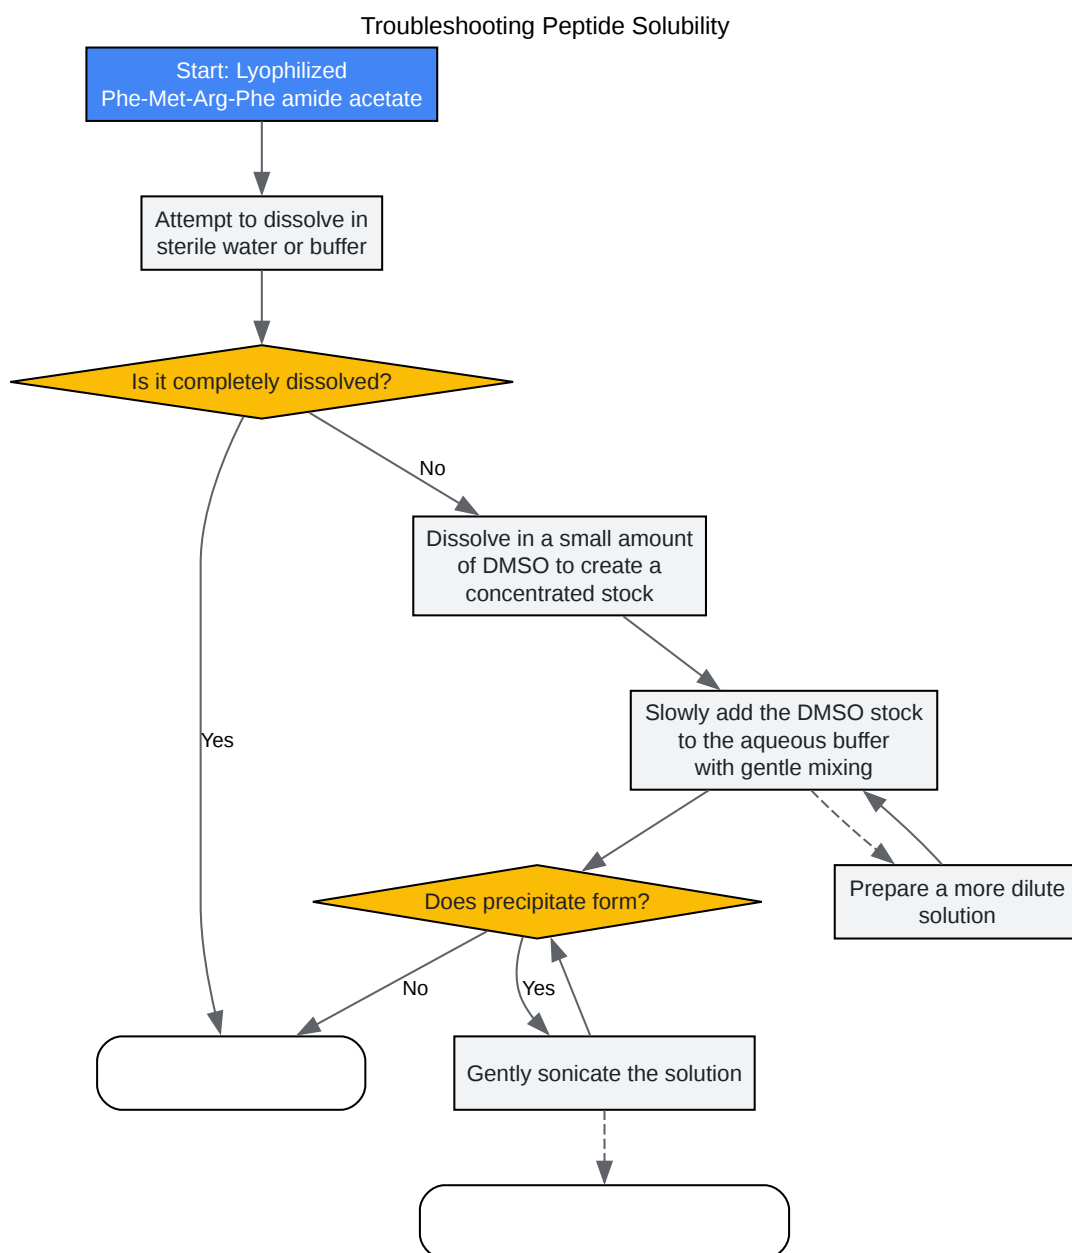 Troubleshooting Peptide Solubility
Start: Lyophilized
Phe-Met-Arg-Phe amide acetate
Attempt to dissolve in
sterile water or buffer
Is it completely dissolved?
No
Dissolve in a small amount
of DMSO to create a
concentrated stock
Slowly add the DMSO stock
to the aqueous buffer
with gentle mixing
Yes
Prepare a more dilute
solution
Does precipitate form?
No
Yes
Gently sonicate the solution